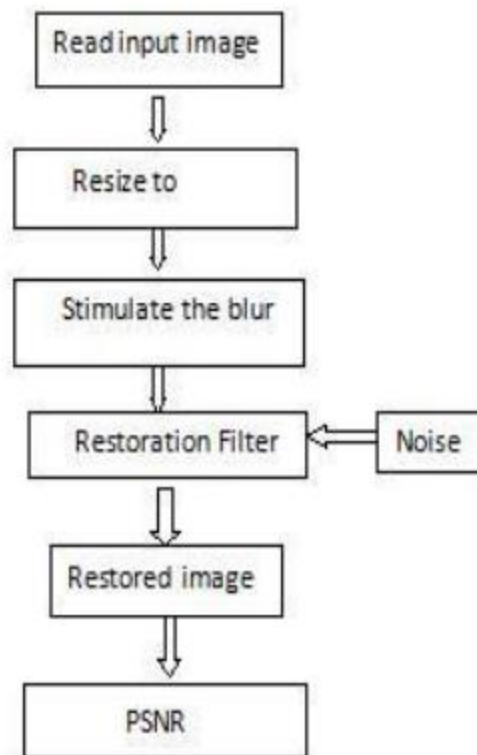 Read input image
Resize to
Stimulate the blur
Restoration Filter
Noise
Restored image
PSNR